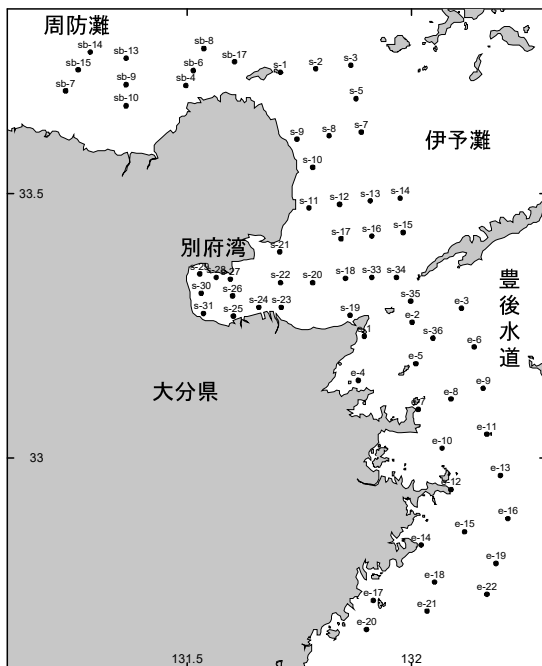 周防灘
sb-8
sb-14
sb-13
sb-17
s-3
s-2
s-1
sb-15
sb-6
sb-9
sb-4
sb-7
s-5
sb-10
s-7
s-9
s-8
伊予灘
s-10
33.5
s-14
s-13
s-12
s-11
s-15
s-16
s-17
別府湾
s-21
s-29
s-28
s-27
s-22
s-20
s-18
s-33
s-34
豊後水道
s-30
s-26
s-35
e-3
s-31
s-25
s-24
s-23
s-19
e-2
e-1
s-36
e-6
e-5
大分県
e-4
e-9
e-8
e-7
e-11
33
e-10
e-13
e-12
e-16
e-15
e-14
e-19
e-18
e-22
e-17
e-21
e-20
131.5
132